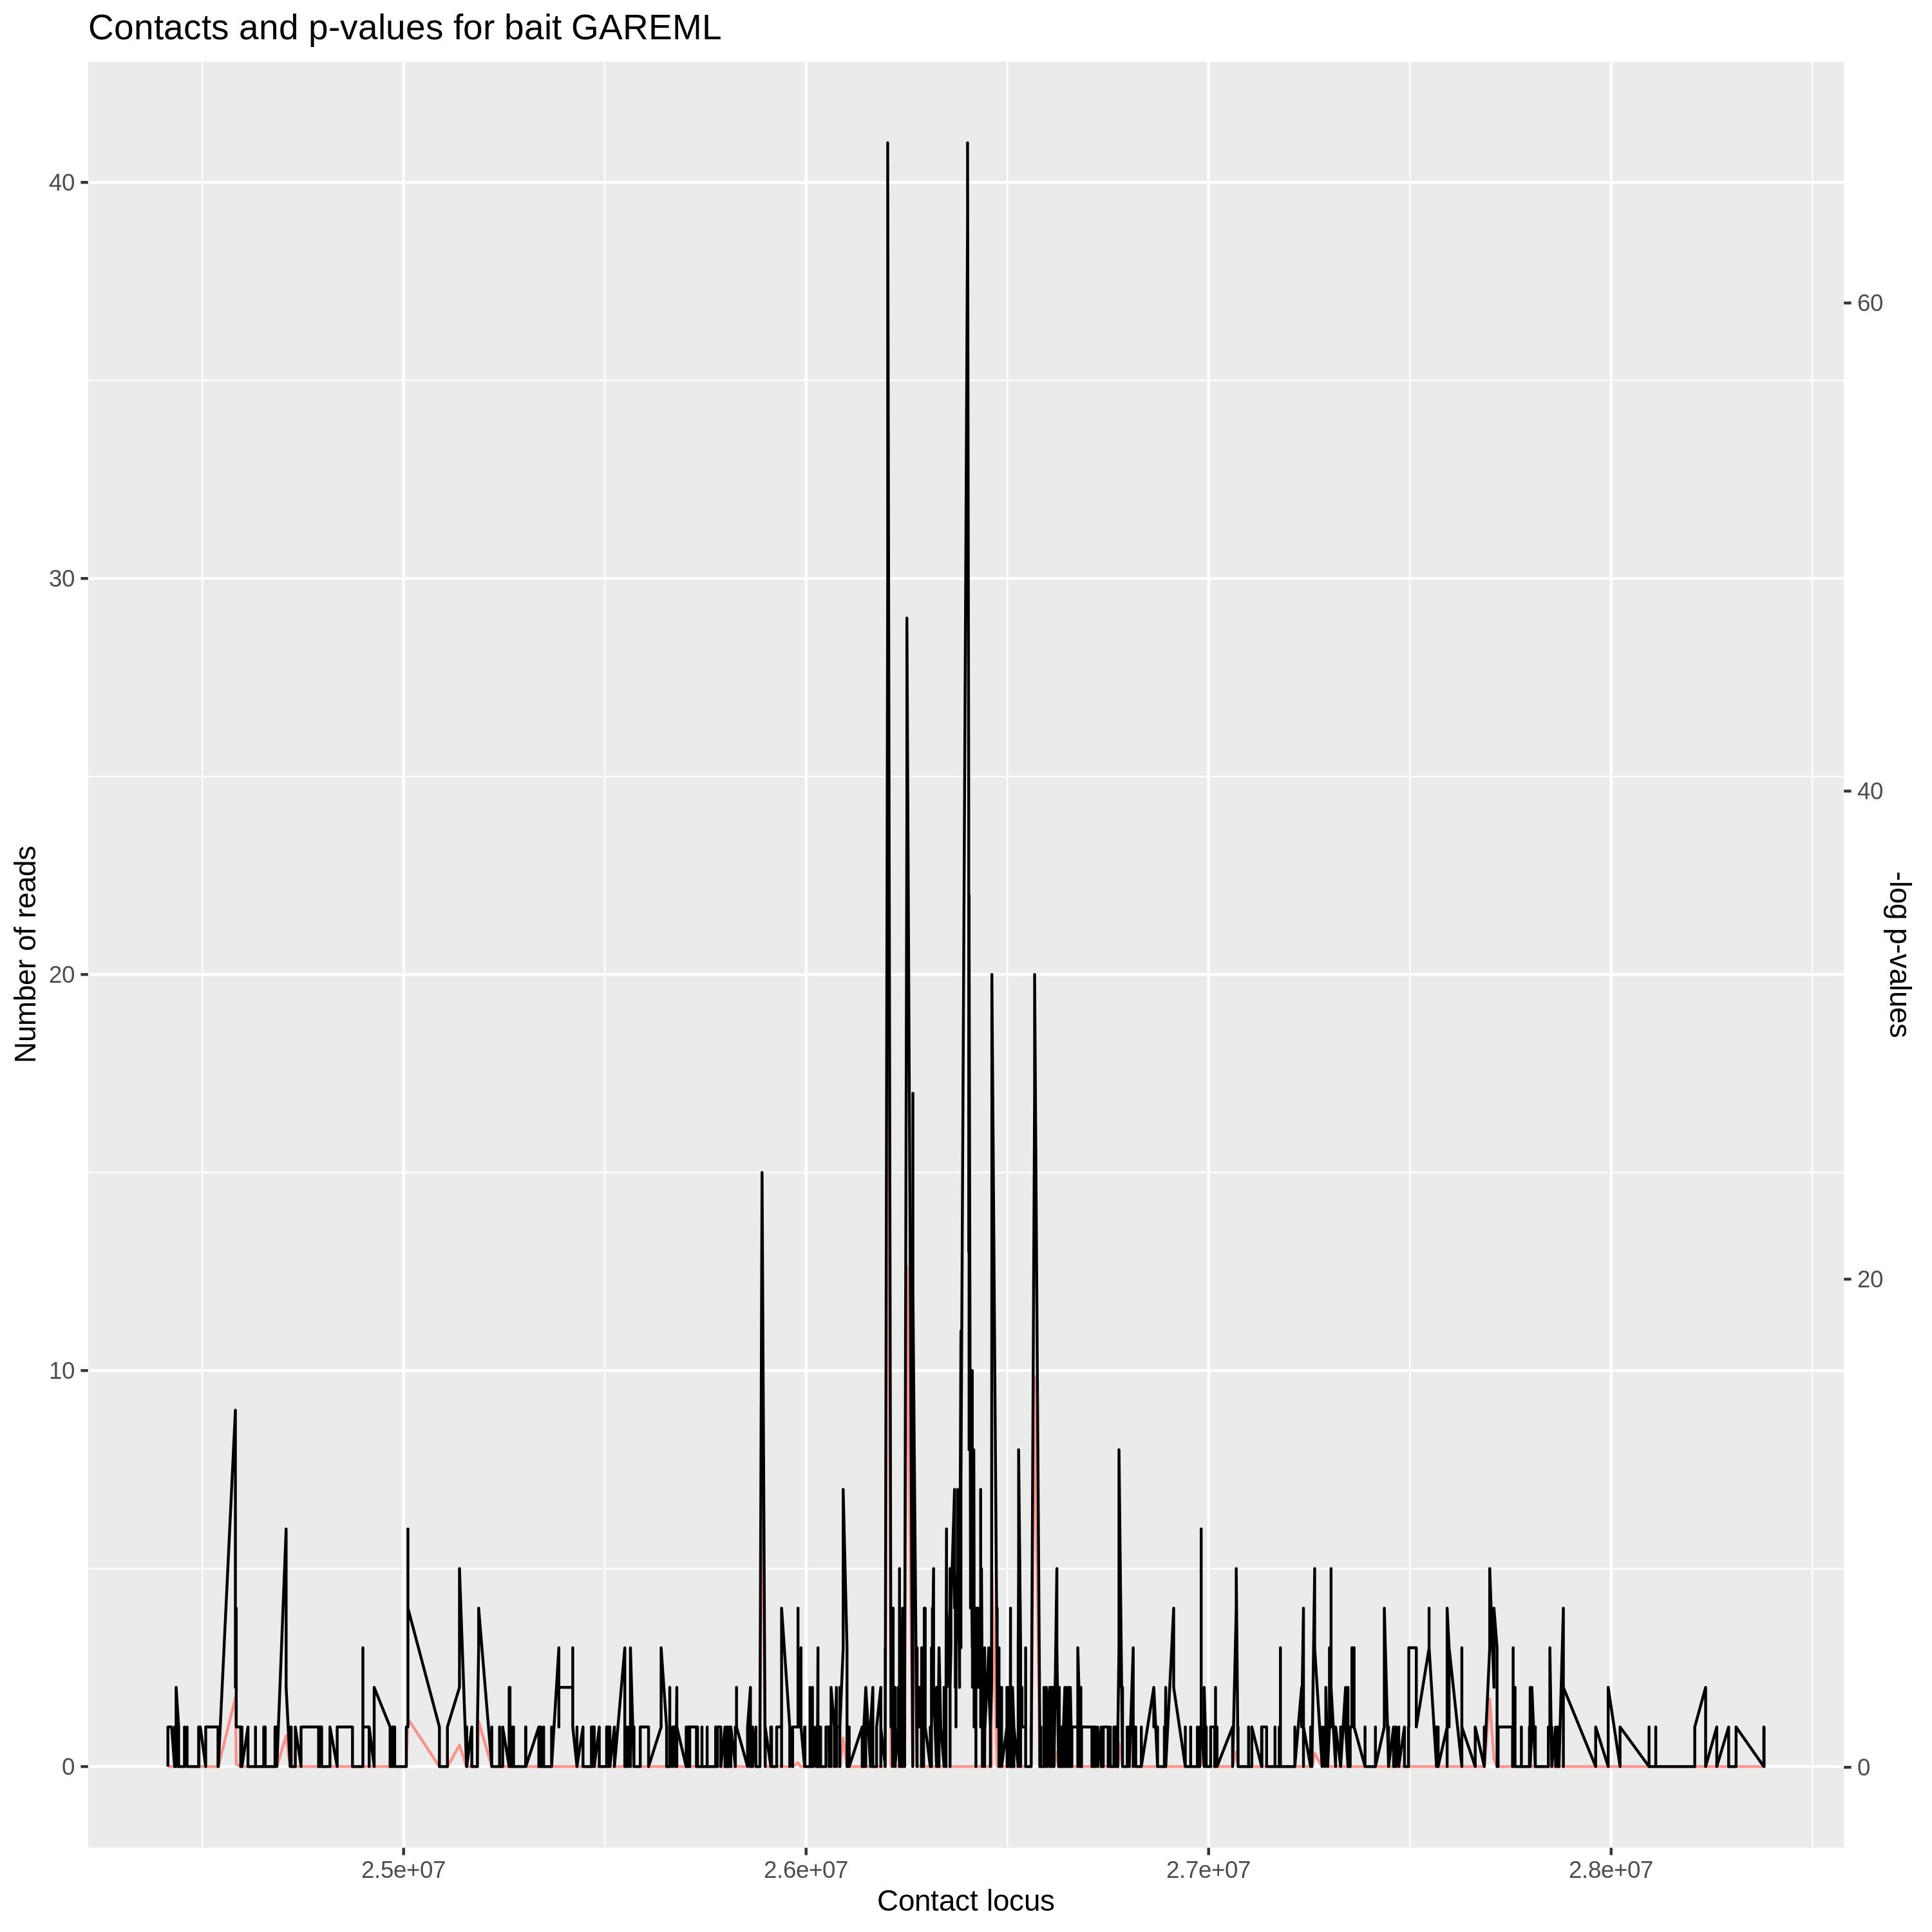 Contacts and p-values for bait GAREML
40
30
20
10
0
Number of reads
60
40
20
0
-log p-values
2.5e+07
2.6e+07
2.7e+07
2.8e+07
Contact locus